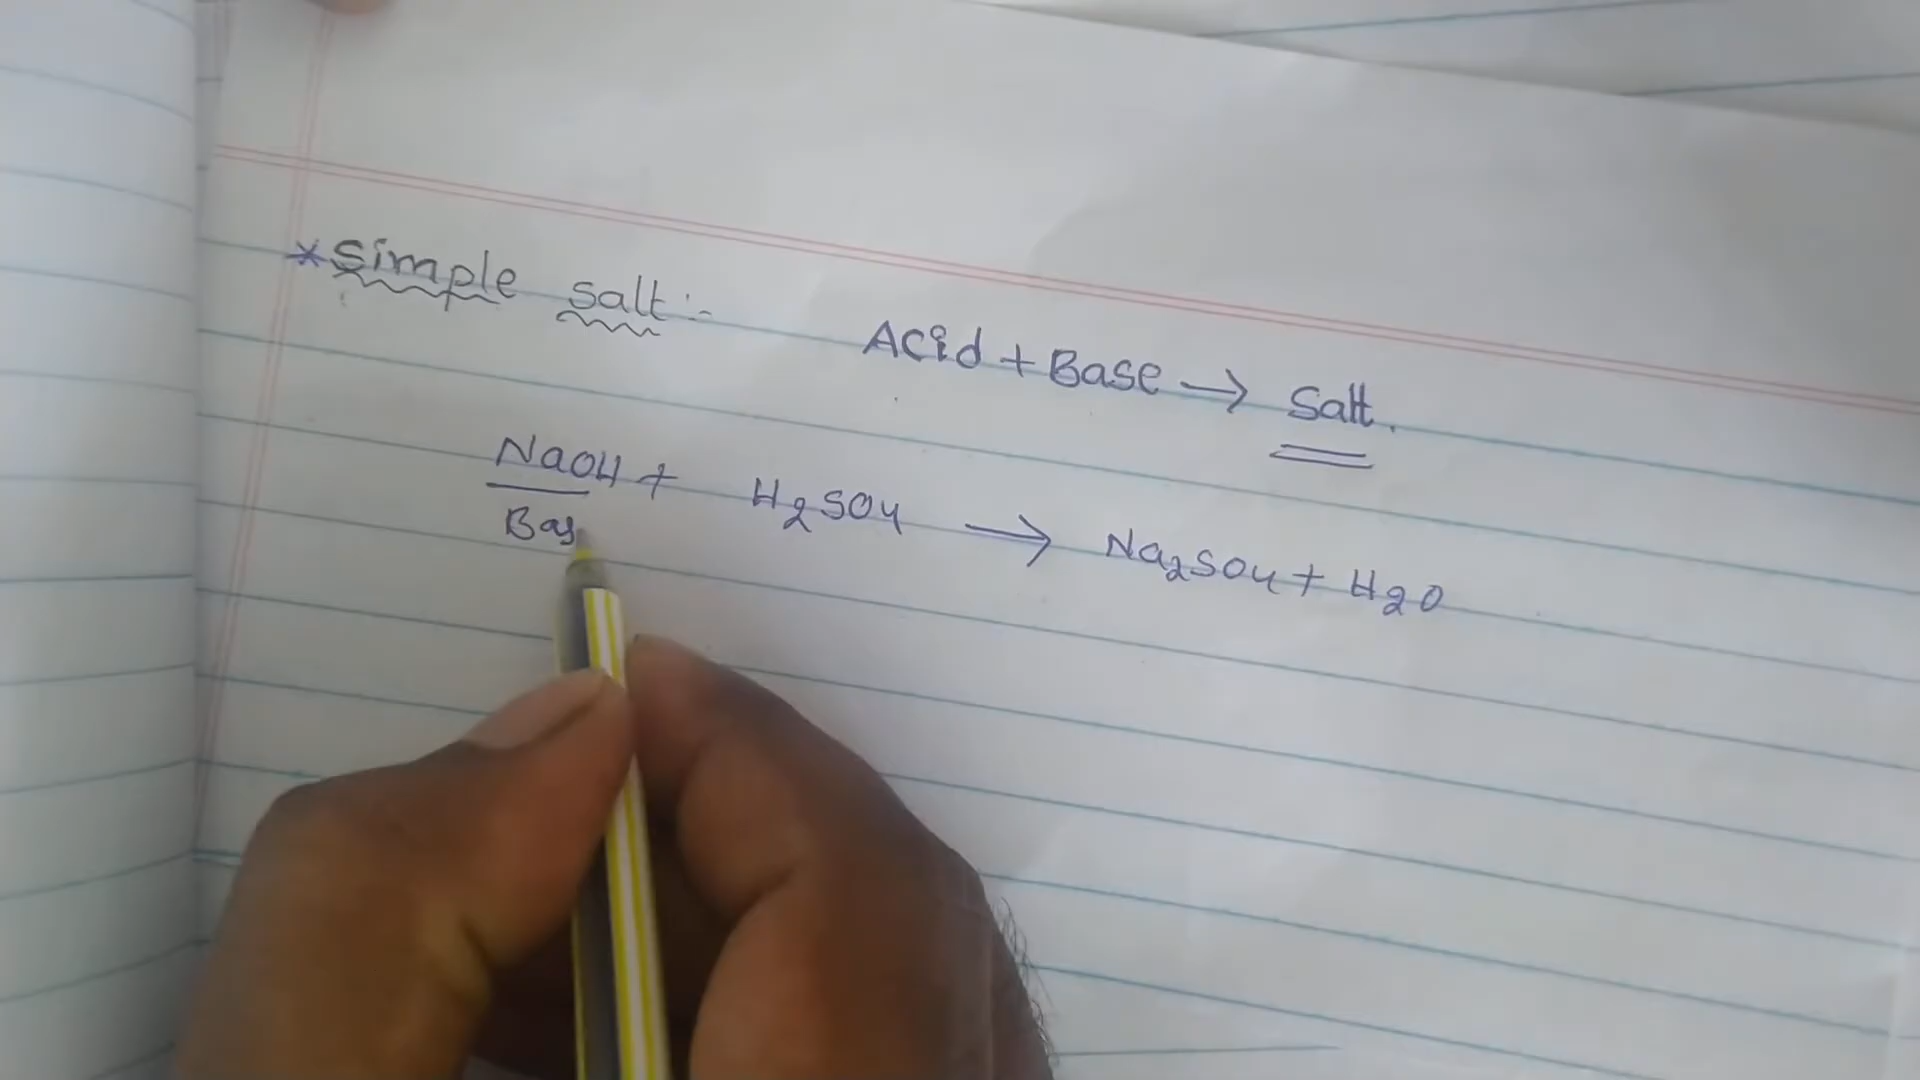 *Simple salt:-
Acid + Base → Salt.
NaOH + H₂SO₄ → Na₂SO₄ + H₂O
Bas